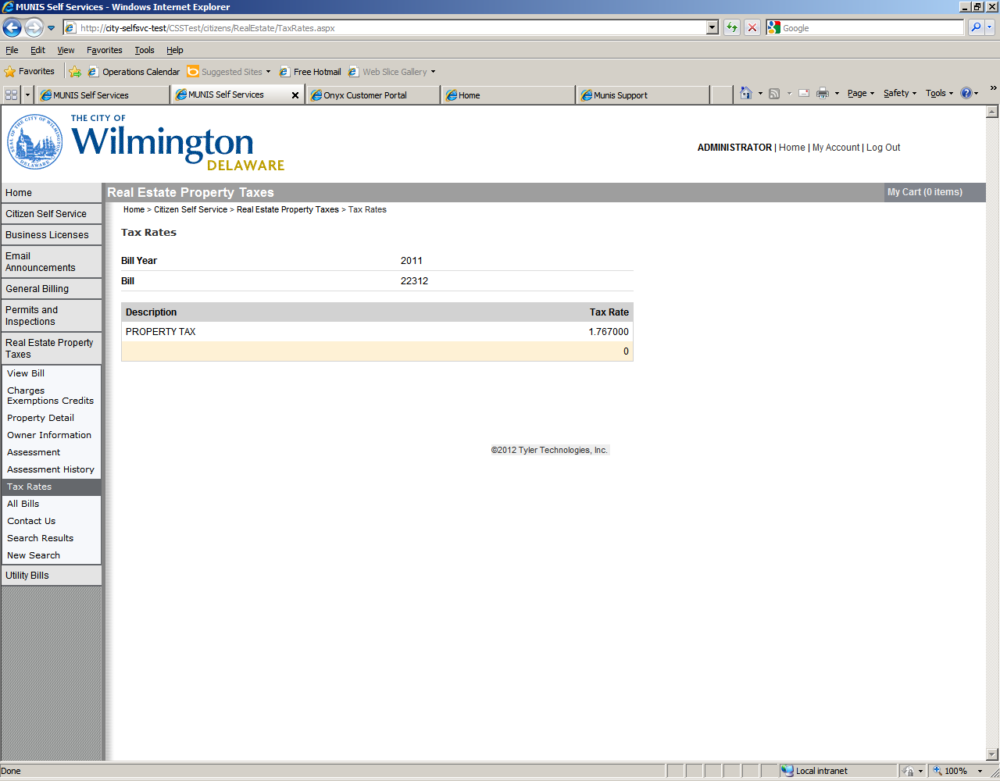 MUNIS Self Services - Windows Internet Explorer
http://city-selfsvc-test/CSSTest/citizens/RealEstate/TaxRates.aspx
Google
File Edit View Favorites Tools Help
Favorites Operations Calendar Suggested Sites Free Hotmail Web Slice Gallery
MUNIS Self Services MUNIS Self Services Onyx Customer Portal Home Munis Support Page Safety Tools
THE CITY OF
Wilmington
DELAWARE
ADMINISTRATOR | Home | My Account | Log Out
Real Estate Property Taxes
My Cart (0 items)
Home > Citizen Self Service > Real Estate Property Taxes > Tax Rates
Home
Citizen Self Service
Business Licenses
Email
Announcements
General Billing
Permits and
Inspections
Real Estate Property
Taxes
View Bill
Charges
Exemptions Credits
Property Detail
Owner Information
Assessment
Assessment History
Tax Rates
All Bills
Contact Us
Search Results
New Search
Utility Bills
Tax Rates
Bill Year 2011
Bill 22312
Description Tax Rate
PROPERTY TAX 1.767000
0
©2012 Tyler Technologies, Inc.
Done
Local intranet
100%